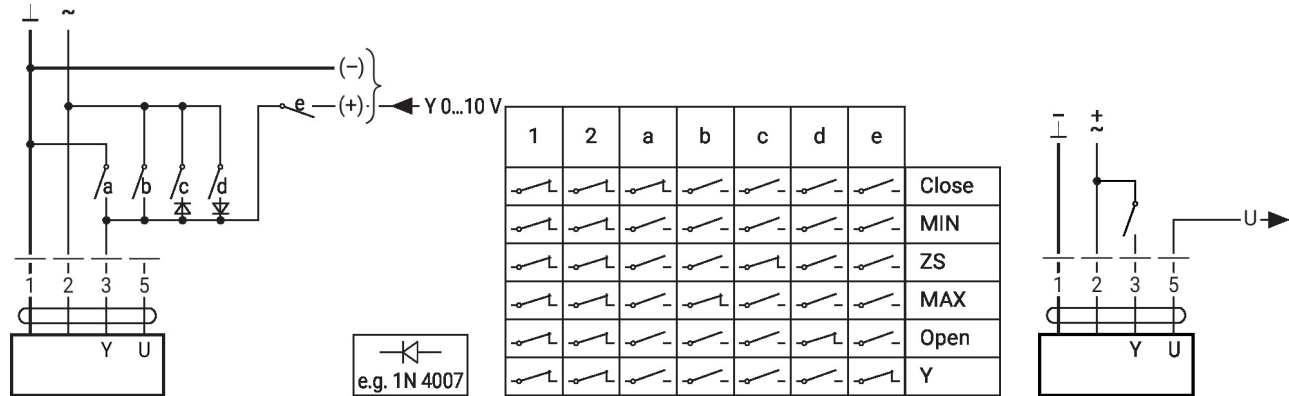 ⊥ ~
(−)
e (+) Y 0...10 V
a b c d
1 2 3 5
Y U
e.g. 1N 4007
1 2 a b c d e
Close
MIN
ZS
MAX
Open
Y
− + ~
U
1 2 3 5
Y U